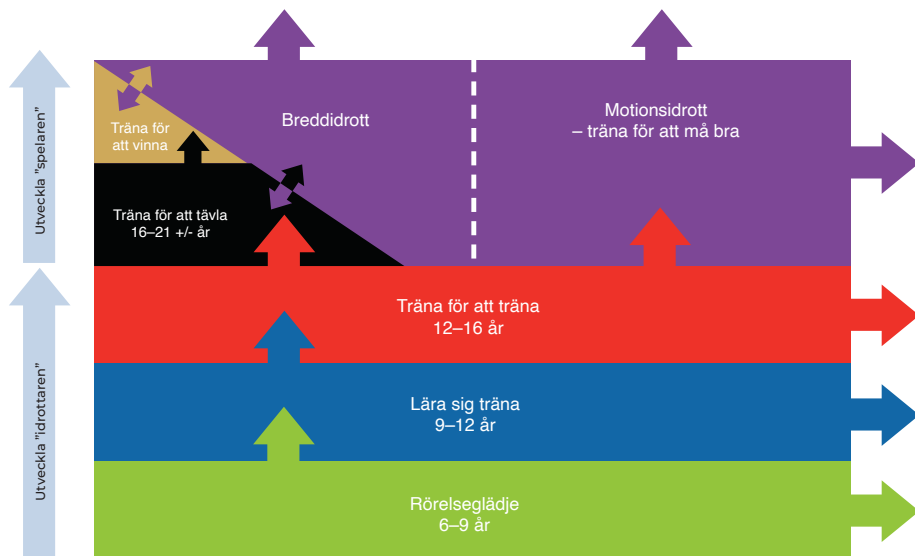 Utveckla "spelaren"
Utveckla "idrottaren"
Träna för
att vinna
Breddidrott
Motionsidrott
– träna för att må bra
Träna för att tävla
16–21 +/- år
Träna för att träna
12–16 år
Lära sig träna
9–12 år
Rörelseglädje
6–9 år